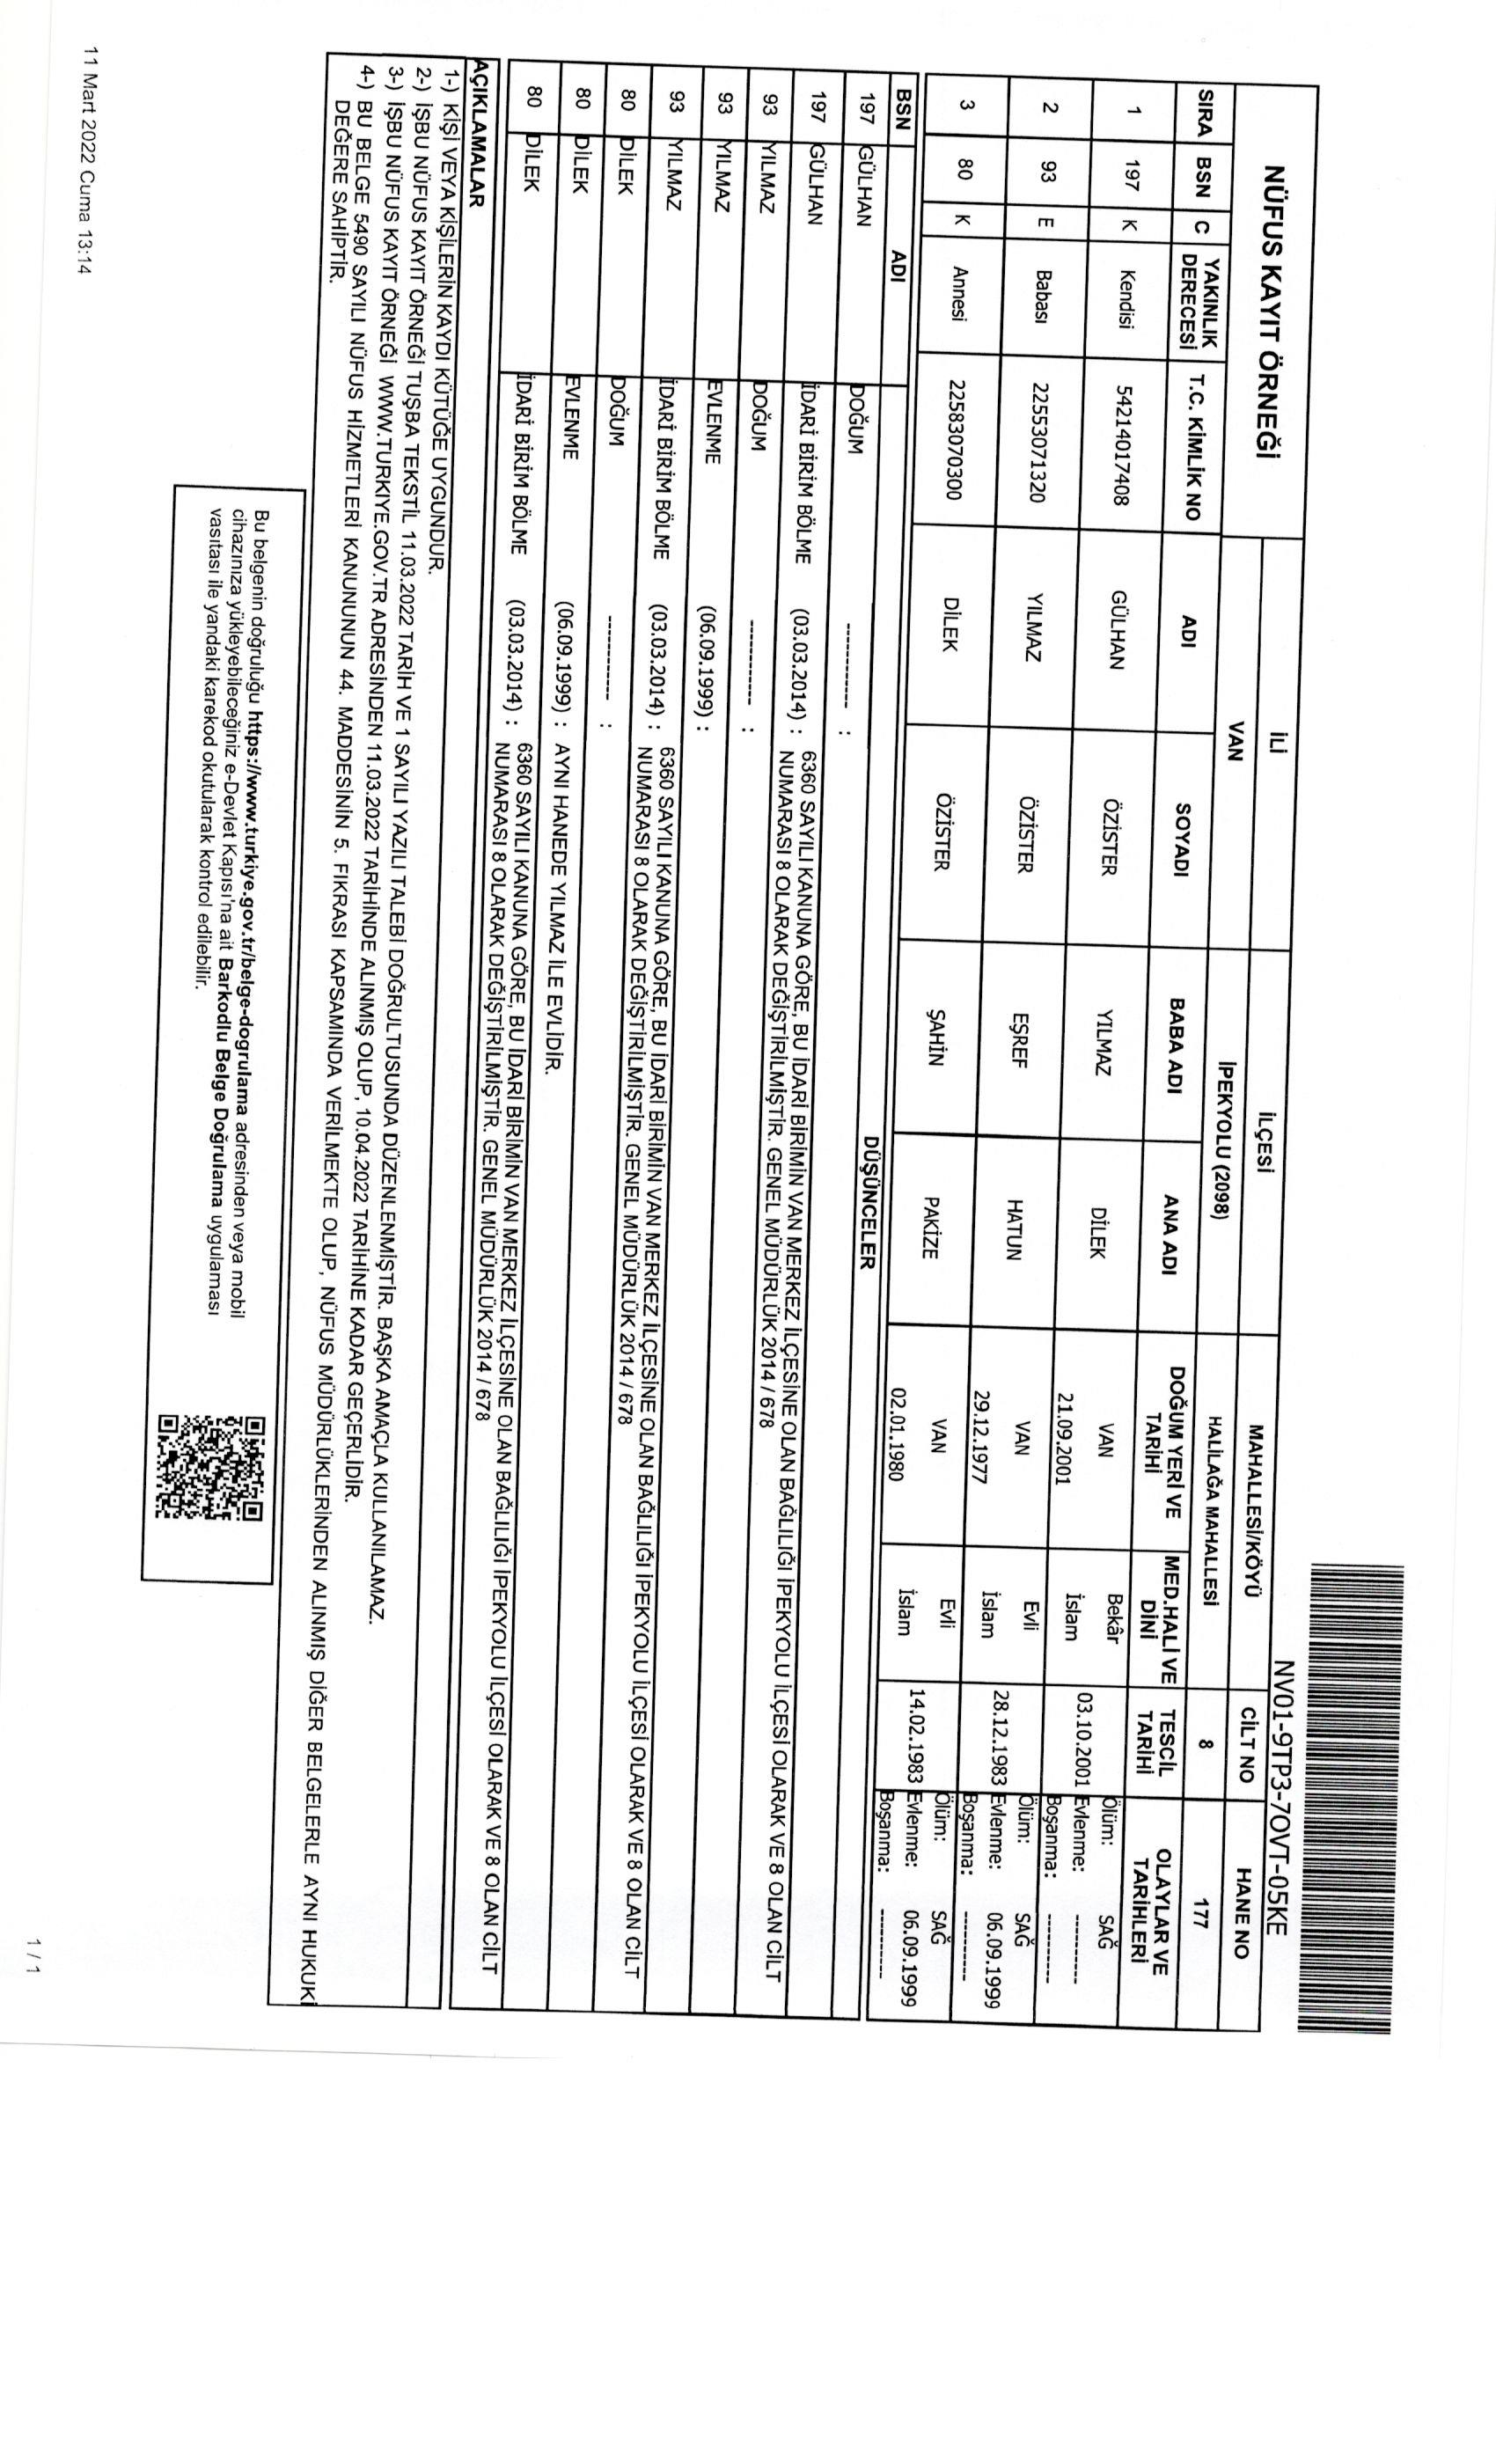 NV01-9TP3-7OVT-05KE
NÜFUS KAYIT ÖRNEĞİ
İLİ İLÇESİ MAHALLESİ/KÖYÜ CİLT NO HANE NO
VAN İPEKYOLU (2098) HALİLAĞA MAHALLESİ 8 177
SIRA BSN C YAKINLIK DERECESİ T.C. KİMLİK NO ADI SOYADI BABA ADI ANA ADI DOĞUM YERİ VE TARİHİ MED.HALİ VE DİNİ TESCİL TARİHİ OLAYLAR VE TARİHLERİ
1 197 K Kendisi 54214017408 GÜLHAN ÖZİSTER YILMAZ DİLEK VAN 21.09.2001 Bekâr İslam 03.10.2001 Ölüm: SAĞ
Evlenme: ----------
Boşanma: ----------
2 93 E Babası 22553071320 YILMAZ ÖZİSTER EŞREF HATUN VAN 29.12.1977 Evli İslam 28.12.1983 Ölüm: SAĞ
Evlenme: 06.09.1999
Boşanma: ----------
3 80 K Annesi 22583070300 DİLEK ÖZİSTER ŞAHİN PAKİZE VAN 02.01.1980 Evli İslam 14.02.1983 Ölüm: SAĞ
Evlenme: 06.09.1999
Boşanma: ----------
BSN ADI DÜŞÜNCELER
197 GÜLHAN DOĞUM ------------ :
197 GÜLHAN İDARİ BİRİM BÖLME (03.03.2014) : 6360 SAYILI KANUNA GÖRE, BU İDARİ BİRİMİN VAN MERKEZ İLÇESİNE OLAN BAĞLILIĞI İPEKYOLU İLÇESİ OLARAK VE 8 OLAN CİLT
NUMARASI 8 OLARAK DEĞİŞTİRİLMİŞTİR. GENEL MÜDÜRLÜK 2014 / 678
93 YILMAZ DOĞUM ------------ :
93 YILMAZ EVLENME (06.09.1999) :
93 YILMAZ İDARİ BİRİM BÖLME (03.03.2014) : 6360 SAYILI KANUNA GÖRE, BU İDARİ BİRİMİN VAN MERKEZ İLÇESİNE OLAN BAĞLILIĞI İPEKYOLU İLÇESİ OLARAK VE 8 OLAN CİLT
NUMARASI 8 OLARAK DEĞİŞTİRİLMİŞTİR. GENEL MÜDÜRLÜK 2014 / 678
80 DİLEK DOĞUM ------------ :
80 DİLEK EVLENME (06.09.1999) : AYNI HANEDE YILMAZ İLE EVLİDİR.
80 DİLEK İDARİ BİRİM BÖLME (03.03.2014) : 6360 SAYILI KANUNA GÖRE, BU İDARİ BİRİMİN VAN MERKEZ İLÇESİNE OLAN BAĞLILIĞI İPEKYOLU İLÇESİ OLARAK VE 8 OLAN CİLT
NUMARASI 8 OLARAK DEĞİŞTİRİLMİŞTİR. GENEL MÜDÜRLÜK 2014 / 678
AÇIKLAMALAR
1-) KİŞİ VEYA KİŞİLERİN KAYDI KÜTÜĞE UYGUNDUR.
2-) İŞBU NÜFUS KAYIT ÖRNEĞİ TUŞBA TEKSTİL 11.03.2022 TARİH VE 1 SAYILI YAZILI TALEBİ DOĞRULTUSUNDA DÜZENLENMİŞTİR. BAŞKA AMAÇLA KULLANILAMAZ.
3-) İŞBU NÜFUS KAYIT ÖRNEĞİ WWW.TURKIYE.GOV.TR ADRESİNDEN 11.03.2022 TARİHİNDE ALINMIŞ OLUP, 10.04.2022 TARİHİNE KADAR GEÇERLİDİR.
4-) BU BELGE 5490 SAYILI NÜFUS HİZMETLERİ KANUNUNUN 44. MADDESİNİN 5. FIKRASI KAPSAMINDA VERİLMEKTE OLUP, NÜFUS MÜDÜRLÜKLERİNDEN ALINMIŞ DİĞER BELGELERLE AYNI HUKUKİ
DEĞERE SAHİPTİR.
Bu belgenin doğruluğu https://www.turkiye.gov.tr/belge-dogrulama adresinden veya mobil
cihazınıza yükleyebileceğiniz e-Devlet Kapısı'na ait Barkodlu Belge Doğrulama uygulaması
vasıtası ile yandaki karekod okutularak kontrol edilebilir.
11 Mart 2022 Cuma 13:14
1 / 1